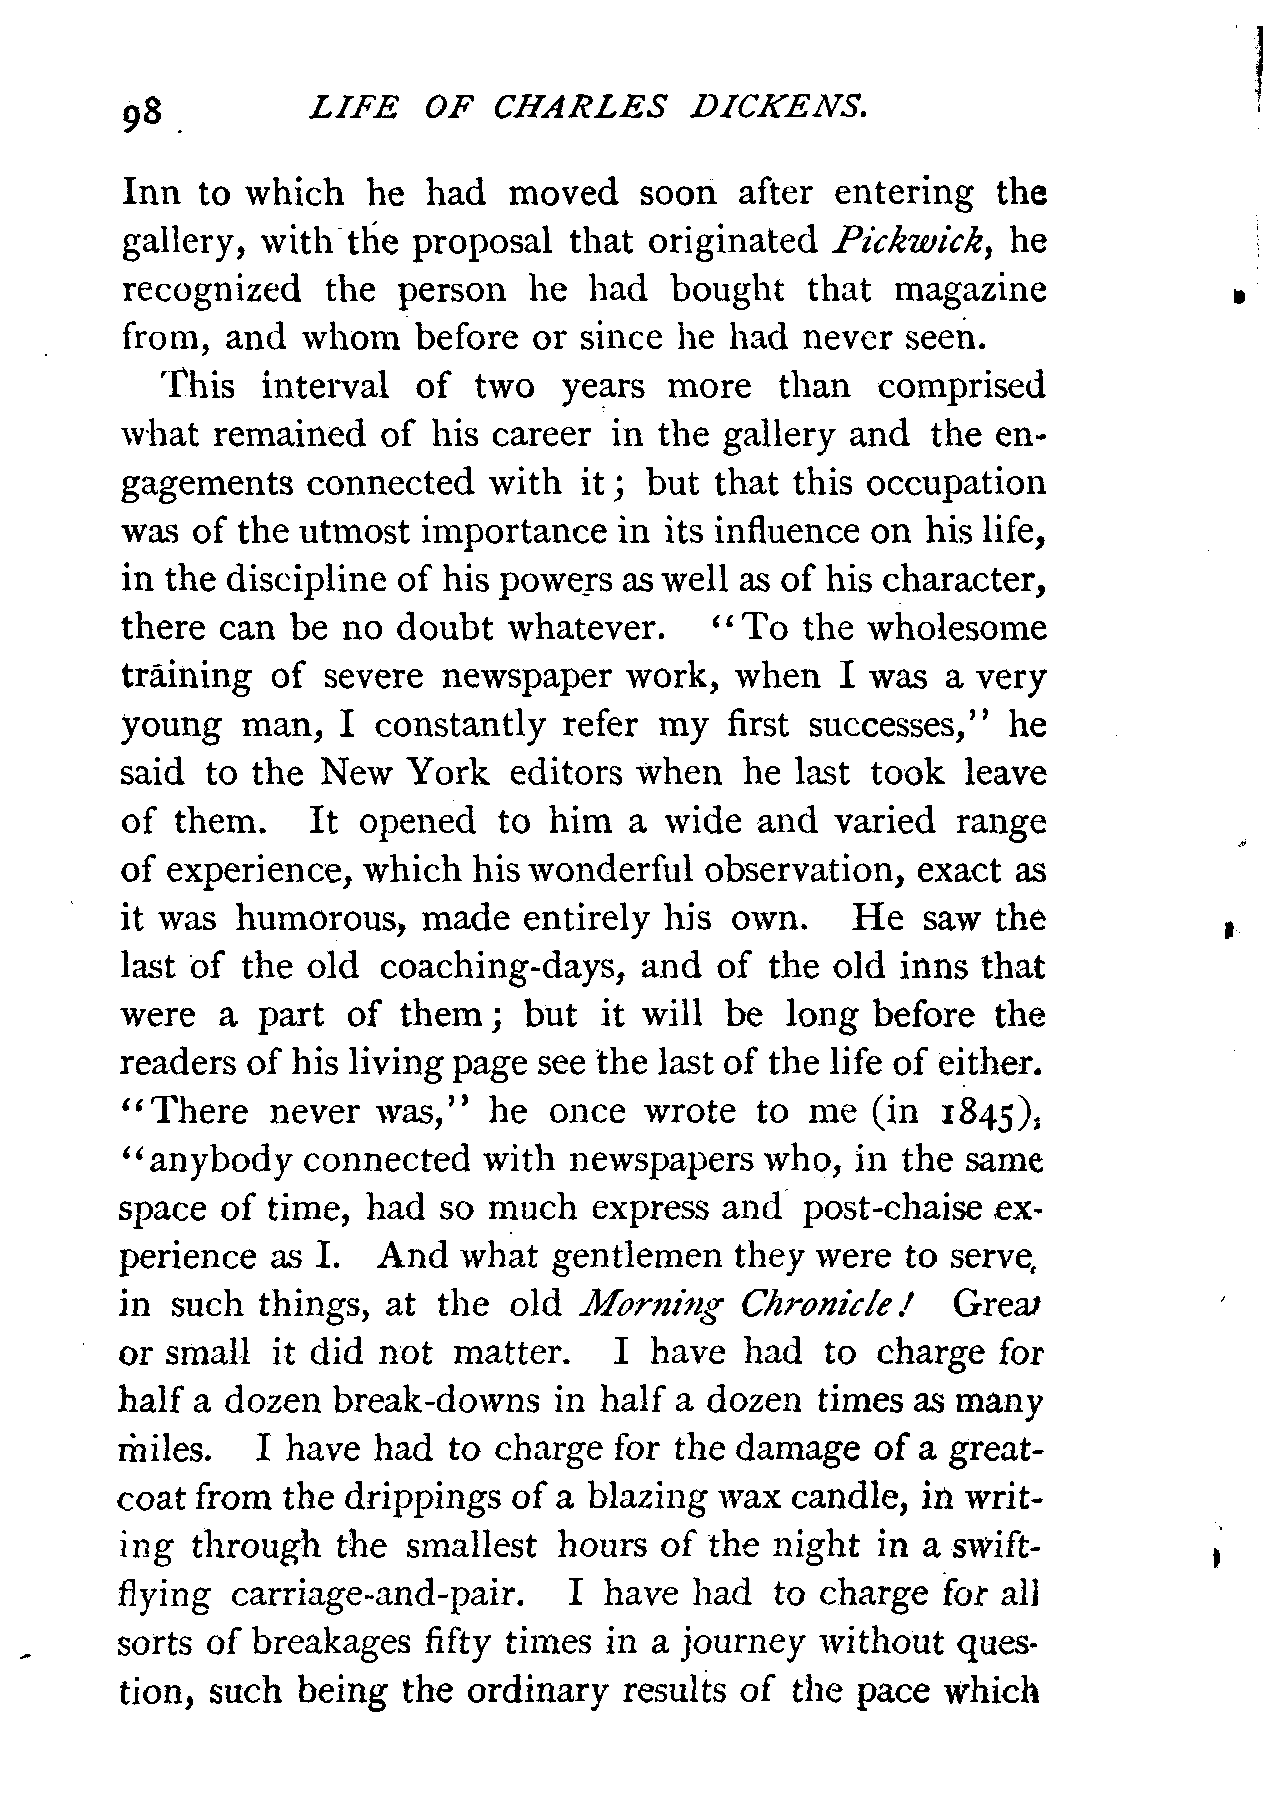 98 LIFE OF CHARLES DICKENS.
Inn to which he had moved soon after entering the
gallery, with the proposal that originated Pickwick, he
recognized the person he had bought that magazine
from, and whom before or since he had never seen.
This interval of two years more than comprised
what remained of his career in the gallery and the en-
gagements connected with it; but that this occupation
was of the utmost importance in its influence on his life,
in the discipline of his powers as well as of his character,
there can be no doubt whatever. "To the wholesome
training of severe newspaper work, when I was a very
young man, I constantly refer my first successes," he
said to the New York editors when he last took leave
of them. It opened to him a wide and varied range
of experience, which his wonderful observation, exact as
it was humorous, made entirely his own. He saw the
last of the old coaching-days, and of the old inns that
were a part of them; but it will be long before the
readers of his living page see the last of the life of either.
"There never was," he once wrote to me (in 1845),
"anybody connected with newspapers who, in the same
space of time, had so much express and post-chaise ex-
perience as I. And what gentlemen they were to serve,
in such things, at the old Morning Chronicle! Great
or small it did not matter. I have had to charge for
half a dozen break-downs in half a dozen times as many
miles. I have had to charge for the damage of a great-
coat from the drippings of a blazing wax candle, in writ-
ing through the smallest hours of the night in a swift-
flying carriage-and-pair. I have had to charge for all
sorts of breakages fifty times in a journey without ques-
tion, such being the ordinary results of the pace which